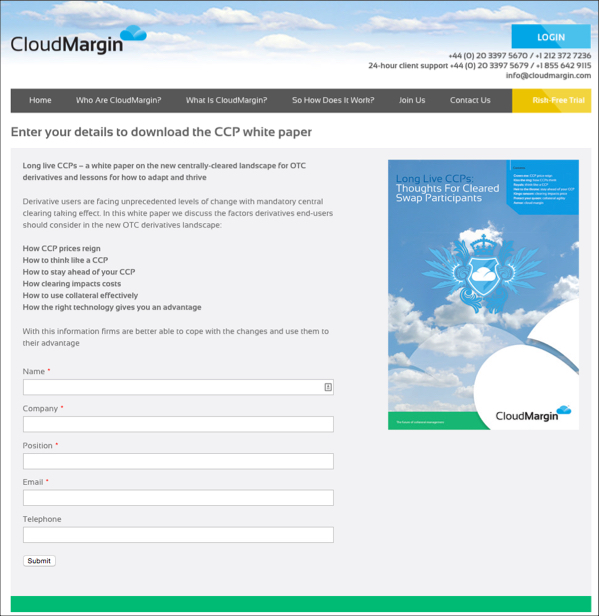 CloudMargin
LOGIN
+44 (0) 20 3397 5670 / +1 212 372 7236
24-hour client support +44 (0) 20 3397 5679 / +1 855 642 9115
info@cloudmargin.com
Home
Who Are CloudMargin?
What Is CloudMargin?
So How Does It Work?
Join Us
Contact Us
Risk-Free Trial
Enter your details to download the CCP white paper
Long live CCPs – a white paper on the new centrally-cleared landscape for OTC
derivatives and lessons for how to adapt and thrive
Derivative users are facing unprecedented levels of change with mandatory central
clearing taking effect. In this white paper we discuss the factors derivatives end-users
should consider in the new OTC derivatives landscape:
How CCP prices reign
How to think like a CCP
How to stay ahead of your CCP
How clearing impacts costs
How to use collateral effectively
How the right technology gives you an advantage
With this information firms are better able to cope with the changes and use them to
their advantage
Name *
Company *
Position *
Email *
Telephone
Submit
Long Live CCPs:
Thoughts For Cleared
Swap Participants
CloudMargin